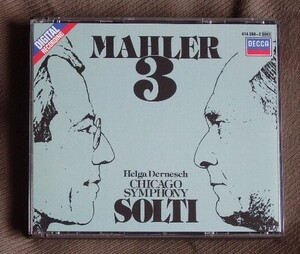 DIGITAL
RECORDING
MAHLER
3
DECCA
Helga Dernesch
CHICAGO
SYMPHONY
SOLTI